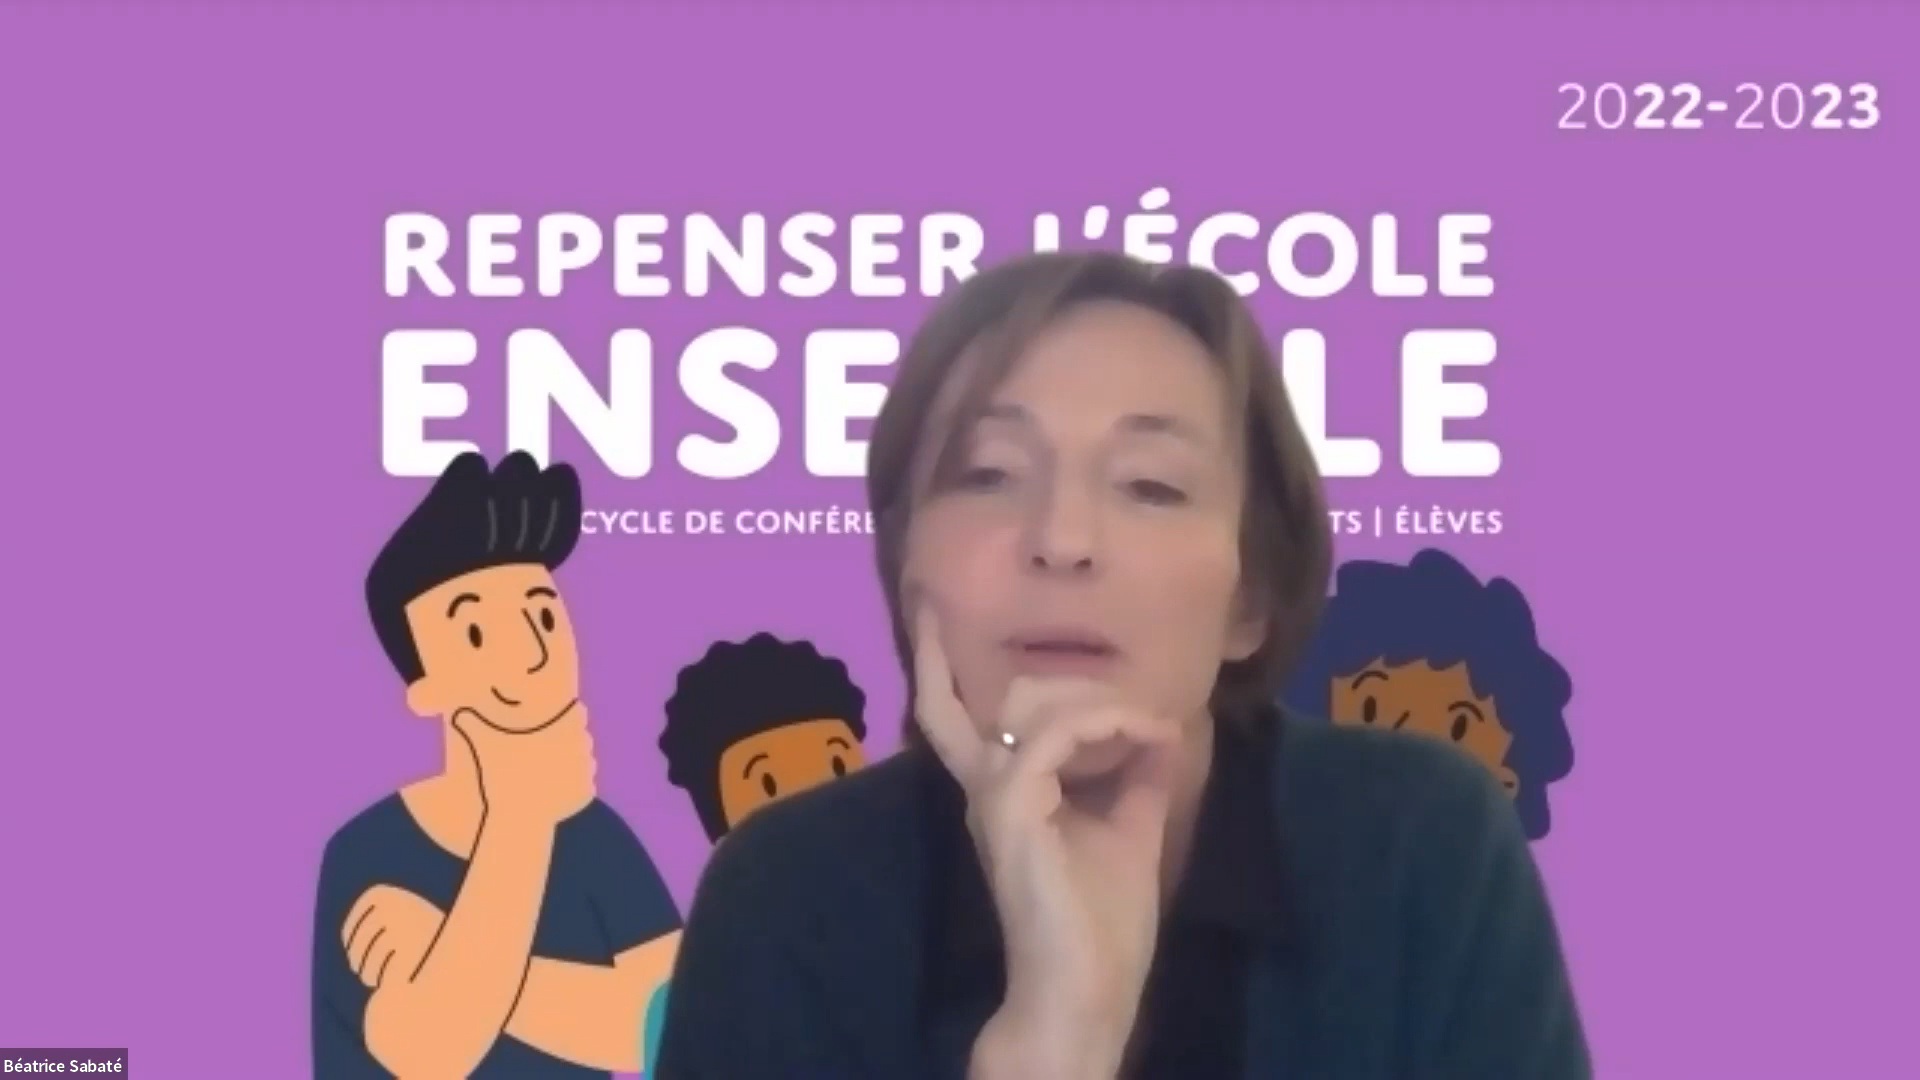 2022-2023
REPENSER L'ÉCOLE
ENSE LE
CYCLE DE CONFÉRE TS | ÉLÈVES
Béatrice Sabaté